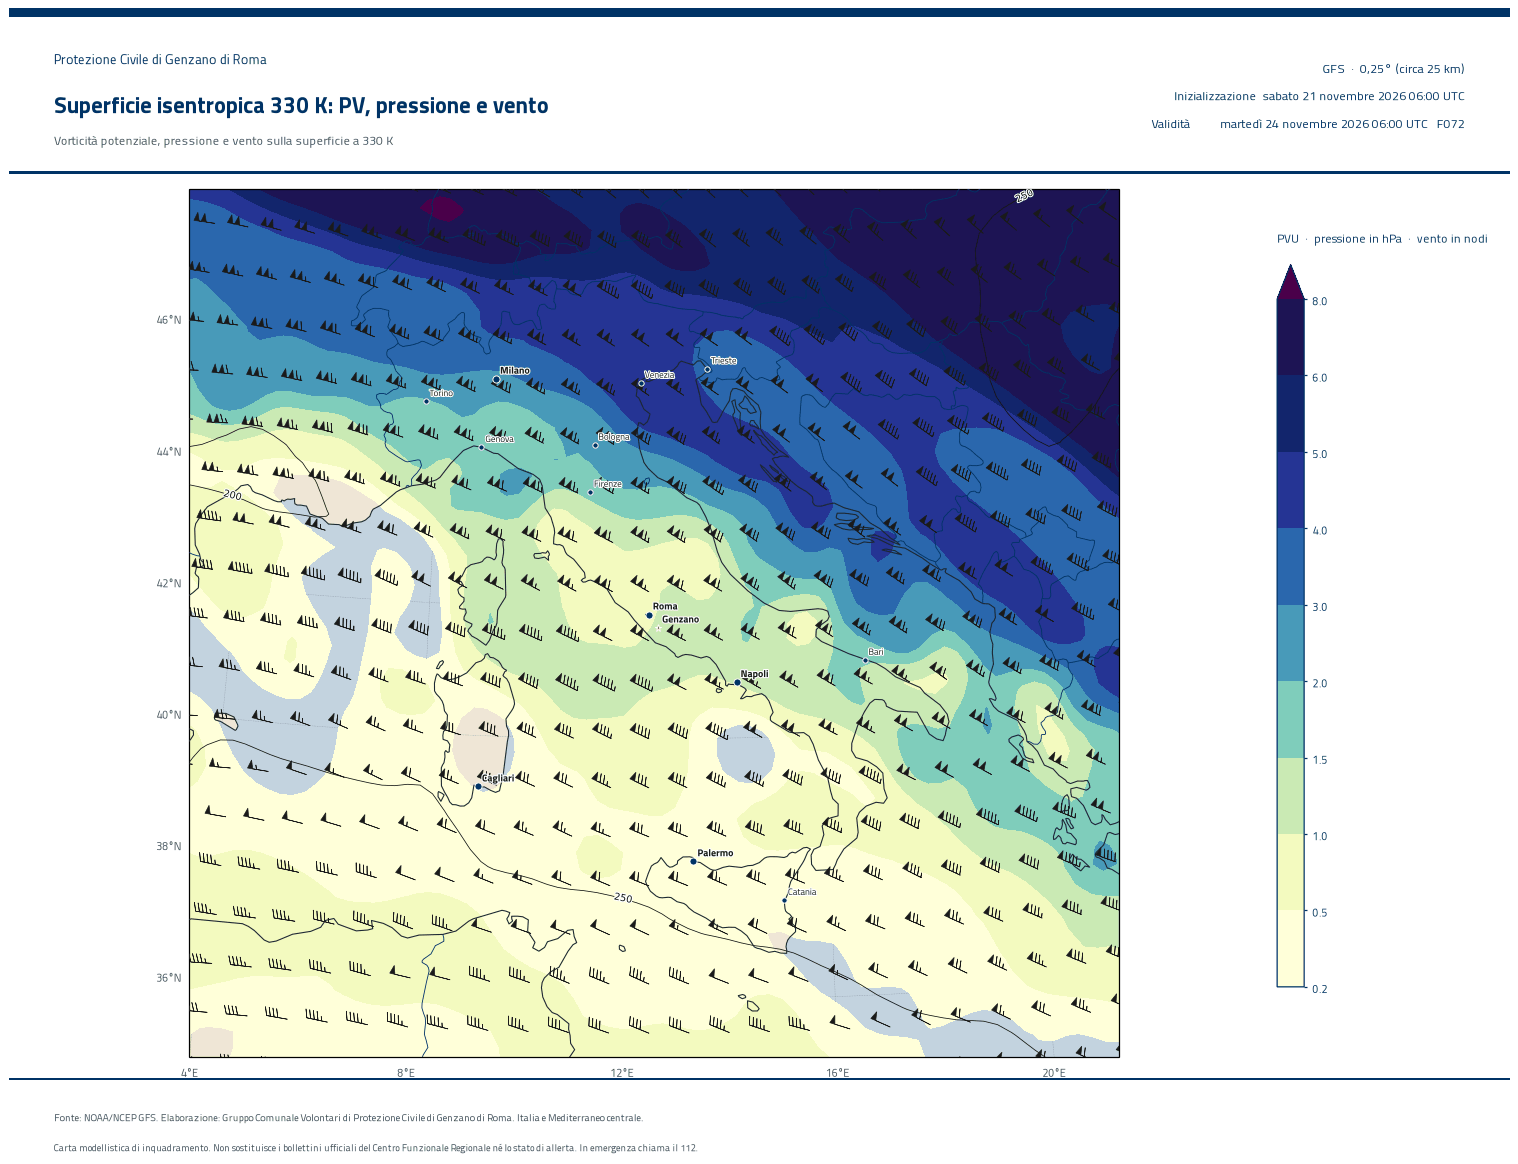 Protezione Civile di Genzano di Roma
Superficie isentropica 330 K: PV, pressione e vento
Vorticità potenziale, pressione e vento sulla superficie a 330 K
GFS · 0,25° (circa 25 km)
Inizializzazione sabato 21 novembre 2026 06:00 UTC
Validità martedì 24 novembre 2026 06:00 UTC F072
PVU · pressione in hPa · vento in nodi
250
8.0
6.0
5.0
4.0
3.0
2.0
1.5
1.0
0.5
0.2
46°N
44°N
42°N
40°N
38°N
36°N
Trieste
Milano
Venezia
Torino
Genova
Bologna
Firenze
200
Roma
Genzano
Bari
Napoli
Cagliari
Palermo
Catania
250
4°E
8°E
12°E
16°E
20°E
Fonte: NOAA/NCEP GFS. Elaborazione: Gruppo Comunale Volontari di Protezione Civile di Genzano di Roma. Italia e Mediterraneo centrale.
Carta modellistica di inquadramento. Non sostituisce i bollettini ufficiali del Centro Funzionale Regionale né lo stato di allerta. In emergenza chiama il 112.